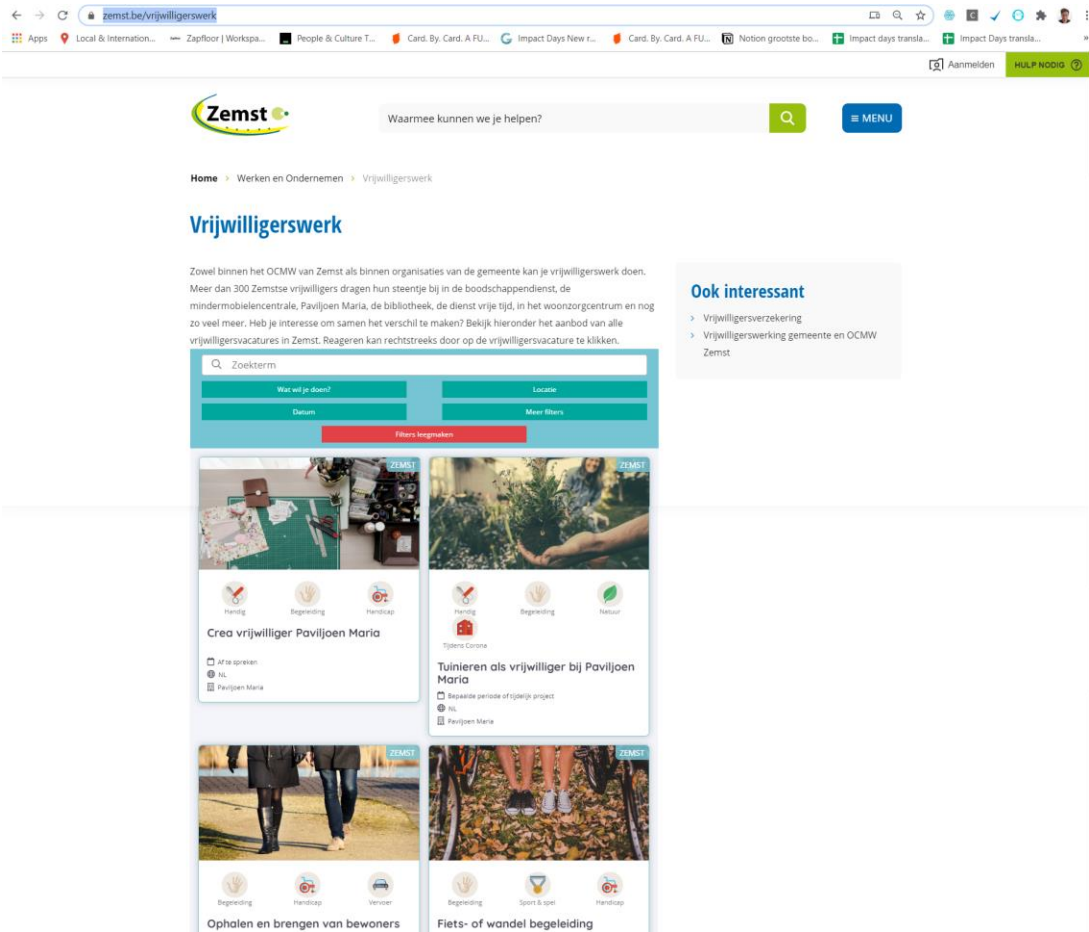 zemst.be/vrijwilligerswerk
Apps Local & Internation... Zapfloor | Workspa... People & Culture T... Card. By. Card. A FU... Impact Days New r... Card. By. Card. A FU... Notion grootste bo... Impact days transla... Impact Days transla... »
Aanmelden HULP NODIG
Zemst
Waarmee kunnen we je helpen?
≡ MENU
Home › Werken en Ondernemen › Vrijwilligerswerk
Vrijwilligerswerk
Zowel binnen het OCMW van Zemst als binnen organisaties van de gemeente kan je vrijwilligerswerk doen.
Meer dan 300 Zemstse vrijwilligers dragen hun steentje bij in de boodschappendienst, de
mindermobielencentrale, Paviljoen Maria, de bibliotheek, de dienst vrije tijd, in het woonzorgcentrum en nog
zo veel meer. Heb je interesse om samen het verschil te maken? Bekijk hieronder het aanbod van alle
vrijwilligersvacatures in Zemst. Reageren kan rechtstreeks door op de vrijwilligersvacature te klikken.
Ook interessant
› Vrijwilligersverzekering
› Vrijwilligerswerking gemeente en OCMW
Zemst
Zoekterm
Wat wil je doen? Locatie
Datum Meer filters
Filters leegmaken
ZEMST
Handig Begeleiding Handicap
Crea vrijwilliger Paviljoen Maria
Af te spreken
NL
Paviljoen Maria
ZEMST
Handig Begeleiding Natuur
Tijdens Corona
Tuinieren als vrijwilliger bij Paviljoen
Maria
Bepaalde periode of tijdelijk project
NL
Paviljoen Maria
ZEMST
Begeleiding Handicap Vervoer
Ophalen en brengen van bewoners
ZEMST
Begeleiding Sport & spel Handicap
Fiets- of wandel begeleiding